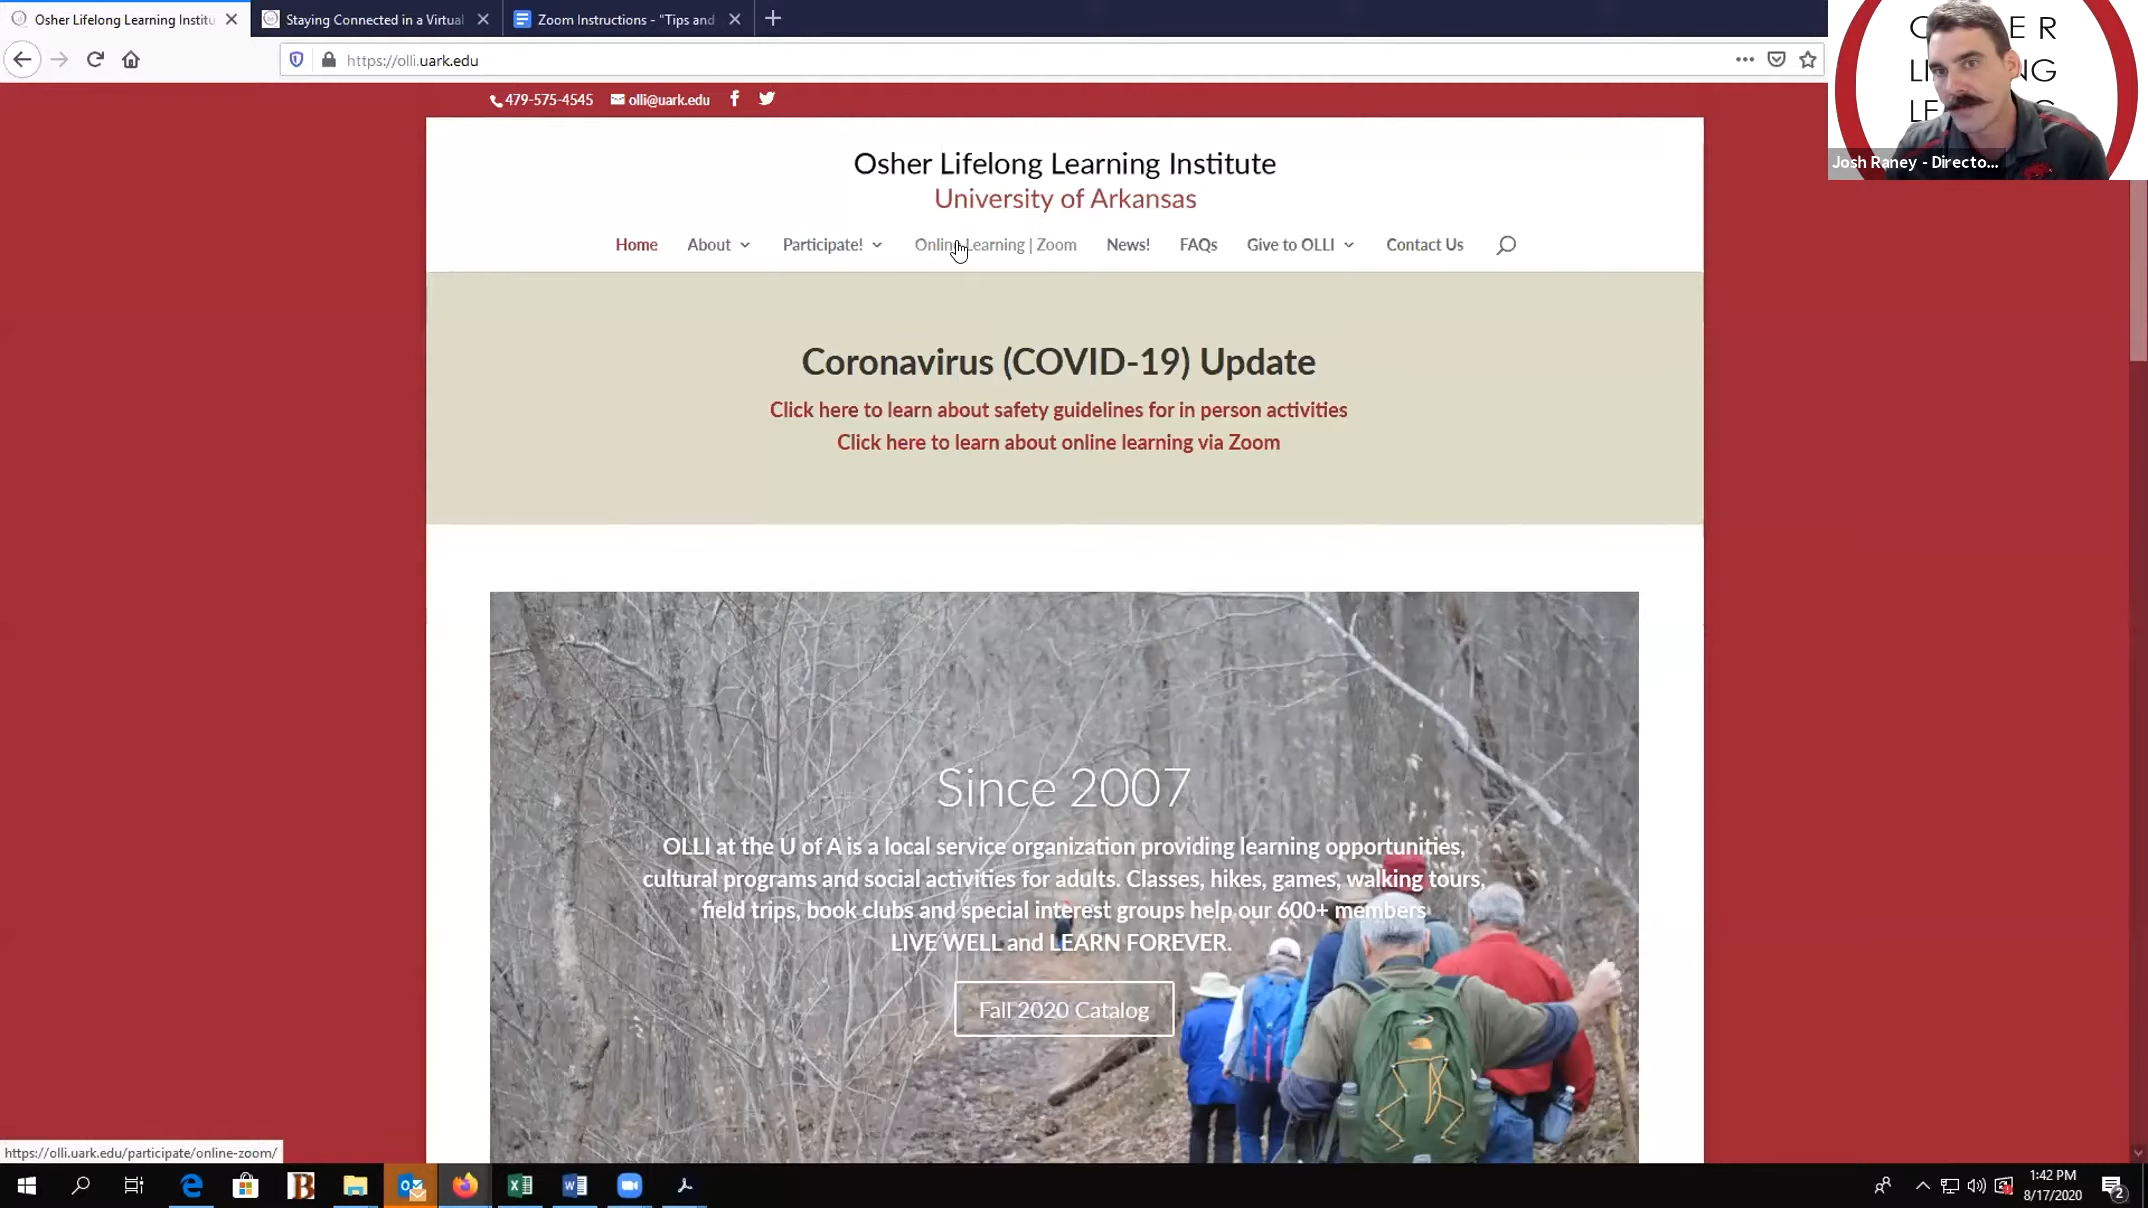 Osher Lifelong Learning Institu
Staying Connected in a Virtual
Zoom Instructions - "Tips and
https://olli.uark.edu
479-575-4545 olli@uark.edu
Josh Raney - Directo...
Osher Lifelong Learning Institute
University of Arkansas
Home About Participate! Online Learning | Zoom News! FAQs Give to OLLI Contact Us
Coronavirus (COVID-19) Update
Click here to learn about safety guidelines for in person activities
Click here to learn about online learning via Zoom
Since 2007
OLLI at the U of A is a local service organization providing learning opportunities,
cultural programs and social activities for adults. Classes, hikes, games, walking tours,
field trips, book clubs and special interest groups help our 600+ members
LIVE WELL and LEARN FOREVER.
Fall 2020 Catalog
https://olli.uark.edu/participate/online-zoom/
1:42 PM
8/17/2020
2